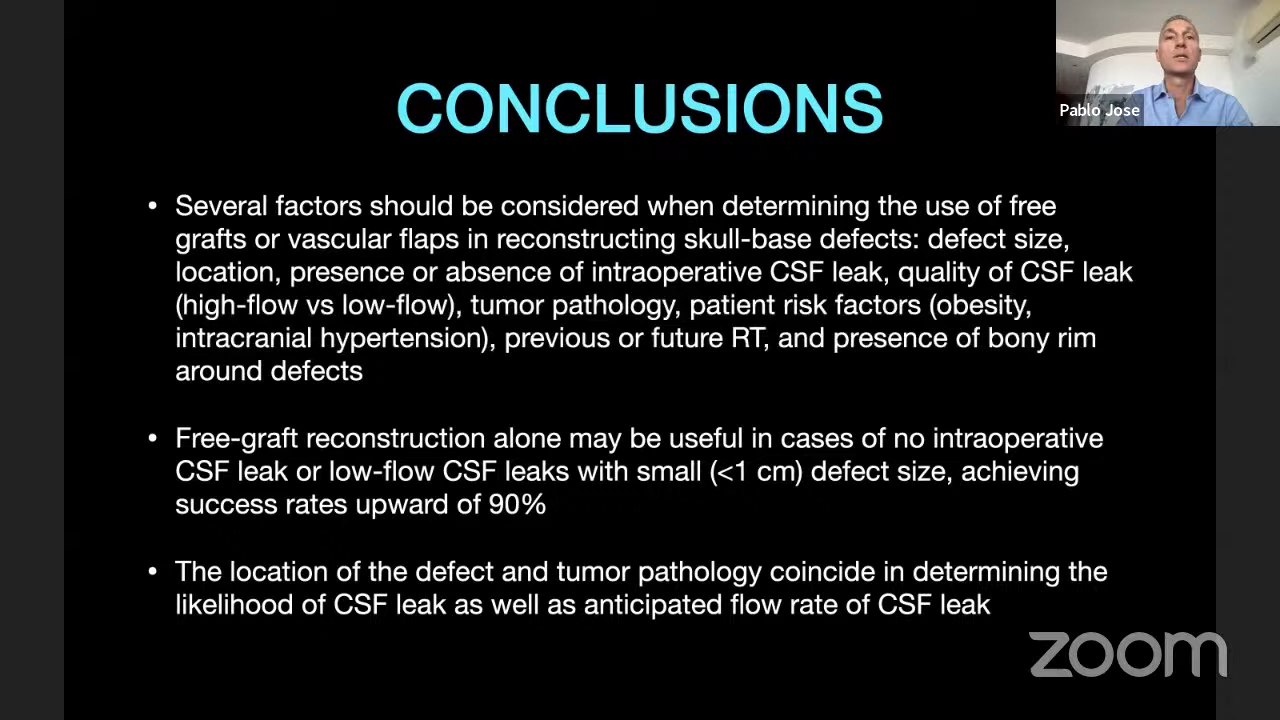 CONCLUSIONS
Pablo Jose
• Several factors should be considered when determining the use of free
grafts or vascular flaps in reconstructing skull-base defects: defect size,
location, presence or absence of intraoperative CSF leak, quality of CSF leak
(high-flow vs low-flow), tumor pathology, patient risk factors (obesity,
intracranial hypertension), previous or future RT, and presence of bony rim
around defects
• Free-graft reconstruction alone may be useful in cases of no intraoperative
CSF leak or low-flow CSF leaks with small (<1 cm) defect size, achieving
success rates upward of 90%
• The location of the defect and tumor pathology coincide in determining the
likelihood of CSF leak as well as anticipated flow rate of CSF leak
zoom